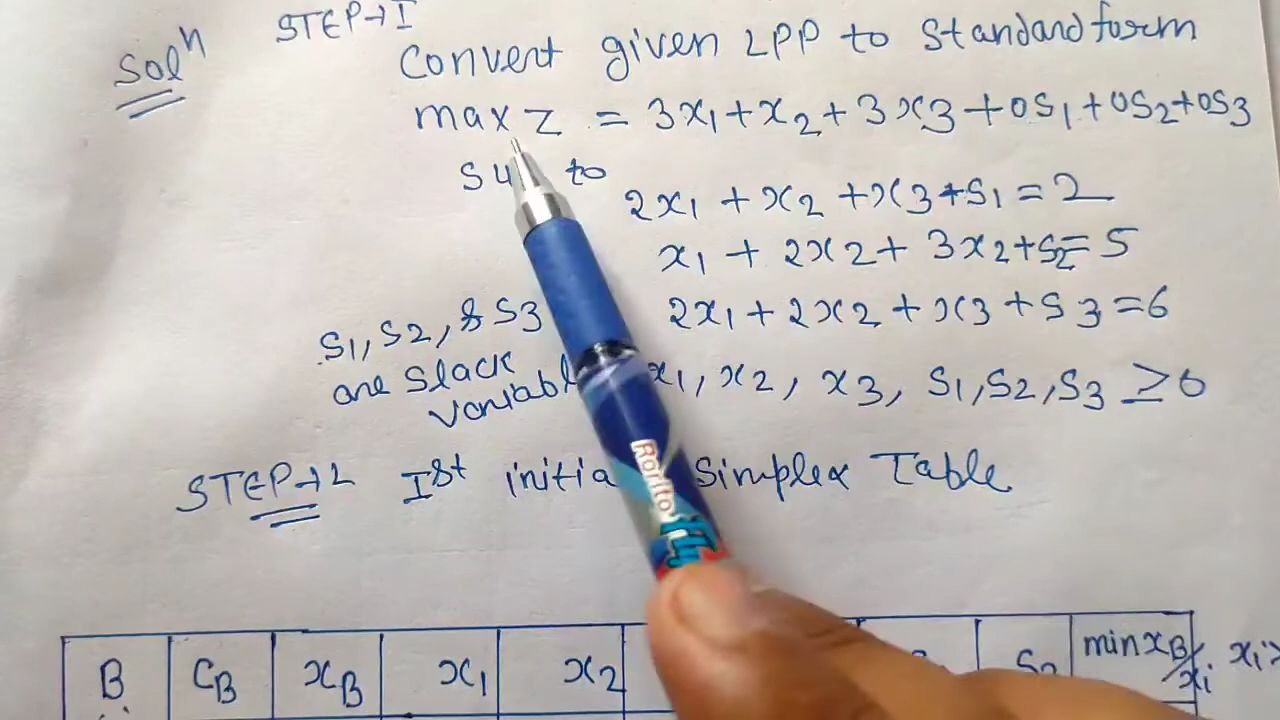 STEP→I
Solⁿ
Convert given LPP to Standard form
max Z = 3x₁+x₂+3x3+0S₁+0S₂+0S3
to
2x₁+x₂+x3+S₁=2
x₁+2x₂+3x₂+S₂=5
2x₁+2x₂+x3+S3=6
S₁,S₂,&S3
are Slack
x₁, x₂, x3, S₁,S₂,S₃ ≥0
STEP→2 Iˢᵗ Simplex Table
B CB xB x₁ x₂ min xB/xi
Rorito